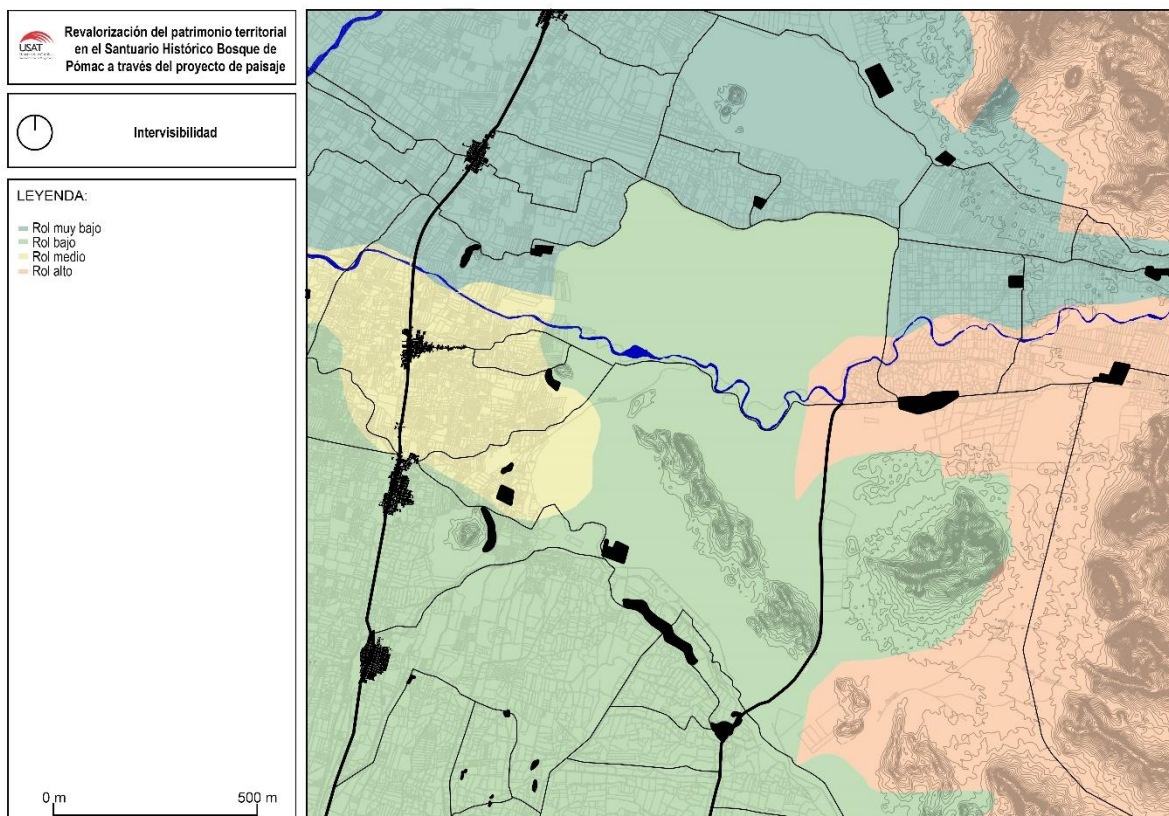 USAT
Revalorización del patrimonio territorial
en el Santuario Histórico Bosque de
Pómac a través del proyecto de paisaje
Intervisibilidad
LEYENDA:
Rol muy bajo
Rol bajo
Rol medio
Rol alto
0 m
500 m